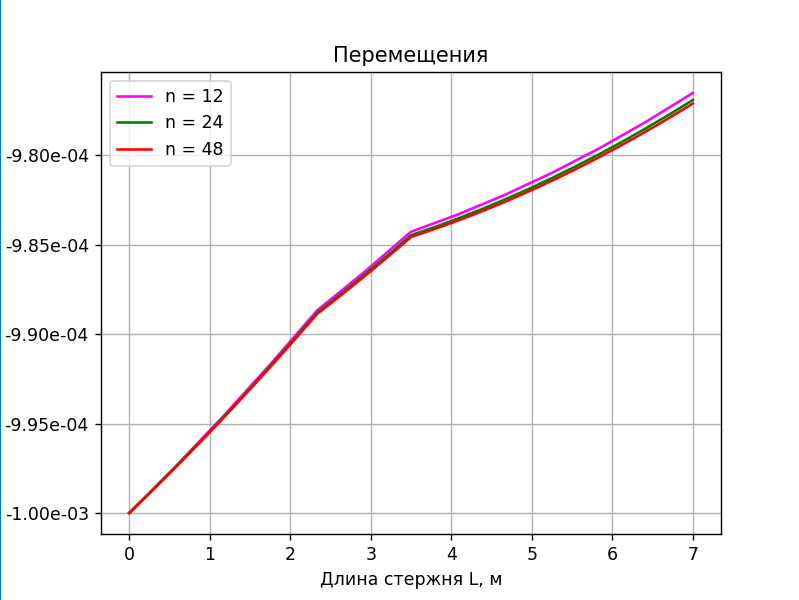 Перемещения
n = 12
n = 24
n = 48
-9.80e-04
-9.85e-04
-9.90e-04
-9.95e-04
-1.00e-03
0 1 2 3 4 5 6 7
Длина стержня L, м